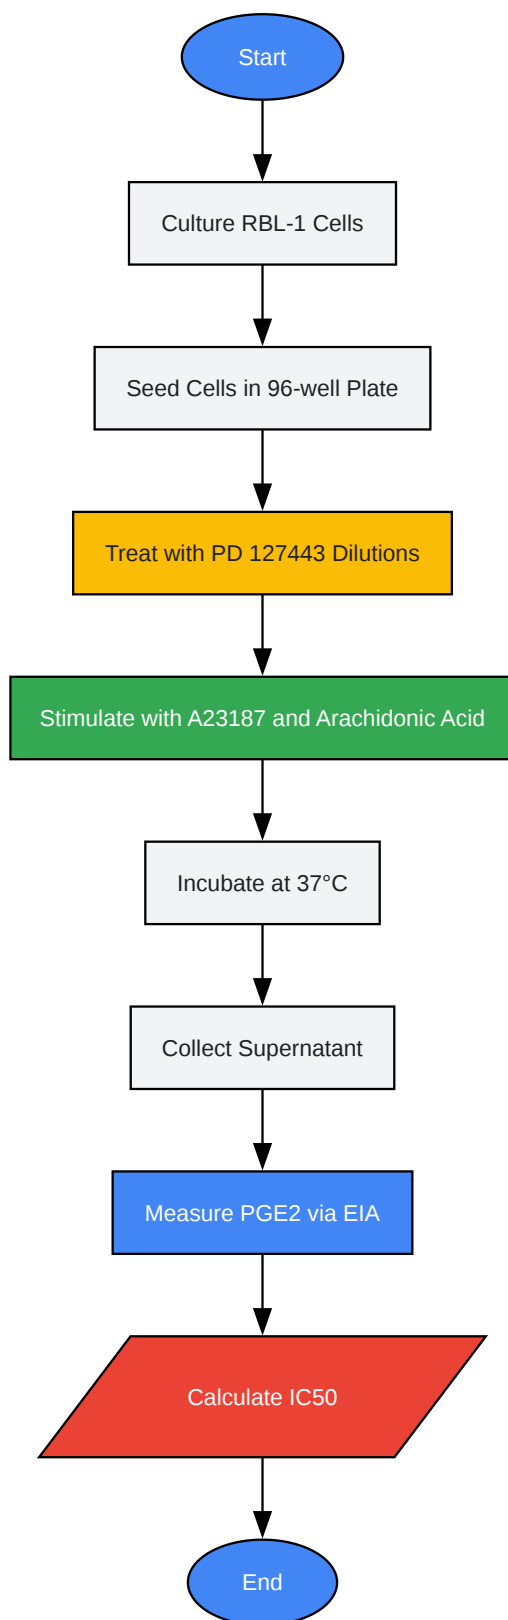 Start
Culture RBL-1 Cells
Seed Cells in 96-well Plate
Treat with PD 127443 Dilutions
Stimulate with A23187 and Arachidonic Acid
Incubate at 37°C
Collect Supernatant
Measure PGE2 via EIA
Calculate IC50
End